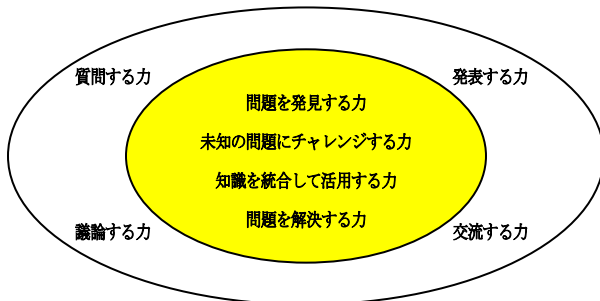 質問する力
発表する力
問題を発見する力
未知の問題にチャレンジする力
知識を統合して活用する力
問題を解決する力
議論する力
交流する力